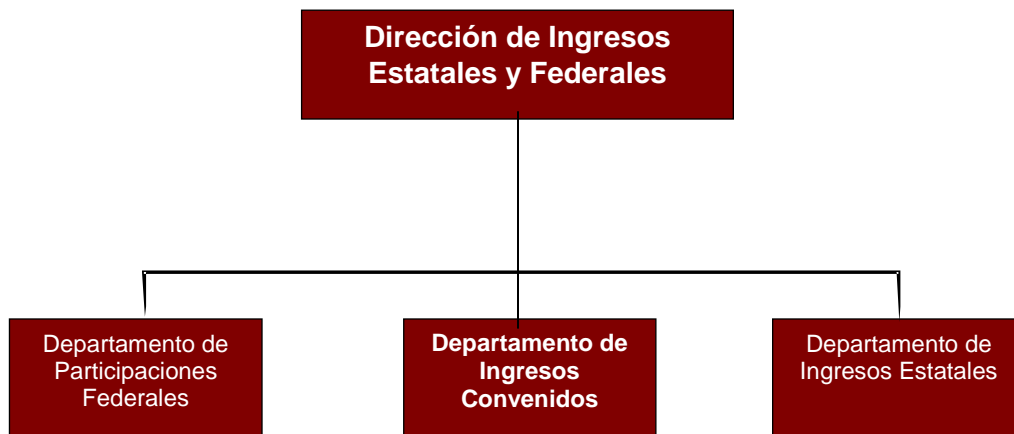 Dirección de Ingresos
Estatales y Federales
Departamento de
Participaciones
Federales
Departamento de
Ingresos
Convenidos
Departamento de
Ingresos Estatales